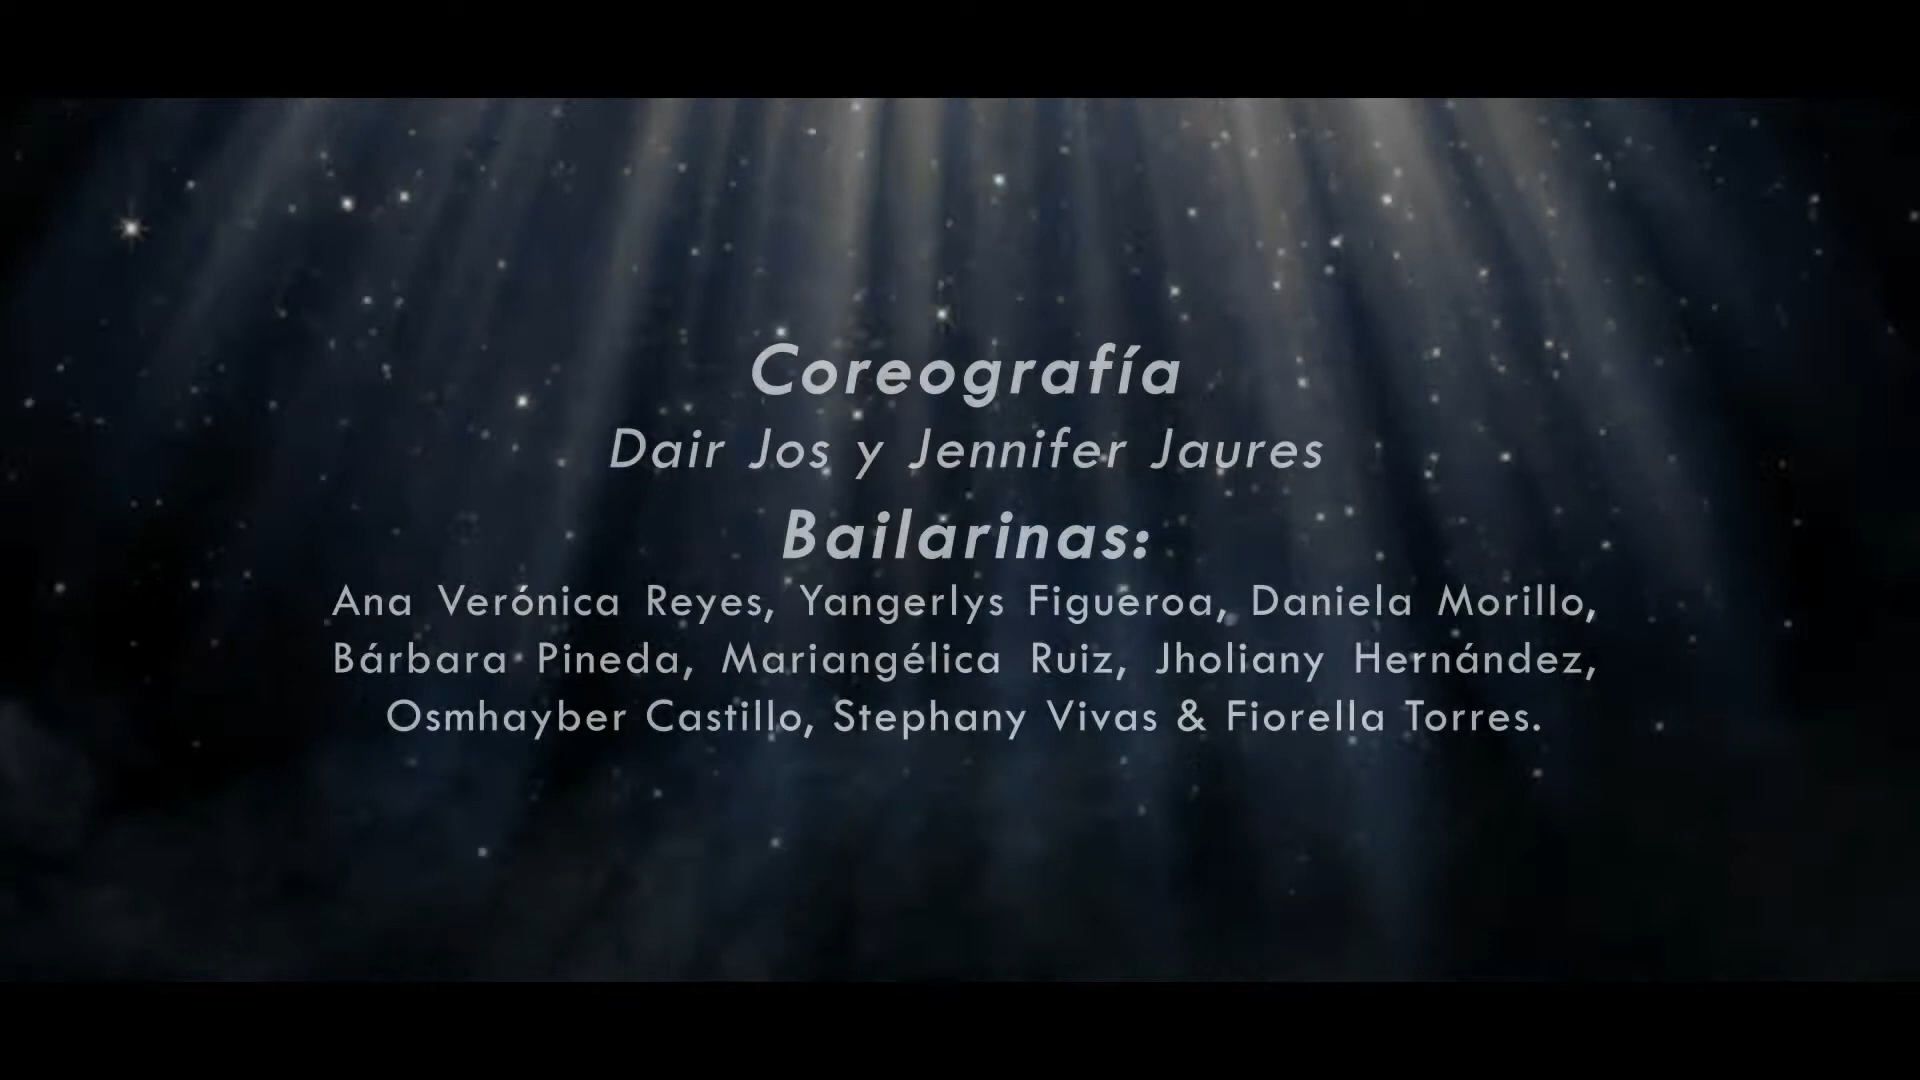 Coreografía
Dair Jos y Jennifer Jaures
Bailarinas:
Ana Verónica Reyes, Yangerlys Figueroa, Daniela Morillo,
Bárbara Pineda, Mariangélica Ruiz, Jholiany Hernández,
Osmhayber Castillo, Stephany Vivas & Fiorella Torres.